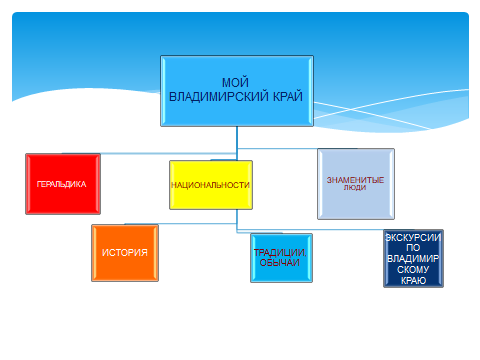 МОЙ
ВЛАДИМИРСКИЙ КРАЙ
ГЕРАЛЬДИКА
НАЦИОНАЛЬНОСТИ
ЗНАМЕНИТЫЕ
ЛЮДИ
ИСТОРИЯ
ТРАДИЦИИ,
ОБЫЧАИ
ЭКСКУРСИИ
ПО
ВЛАДИМИР
СКОМУ
КРАЮ